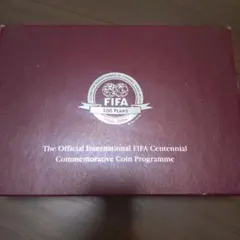 FIFA
100 YEARS
The Official International FIFA Centennial
Commemorative Coin Programme